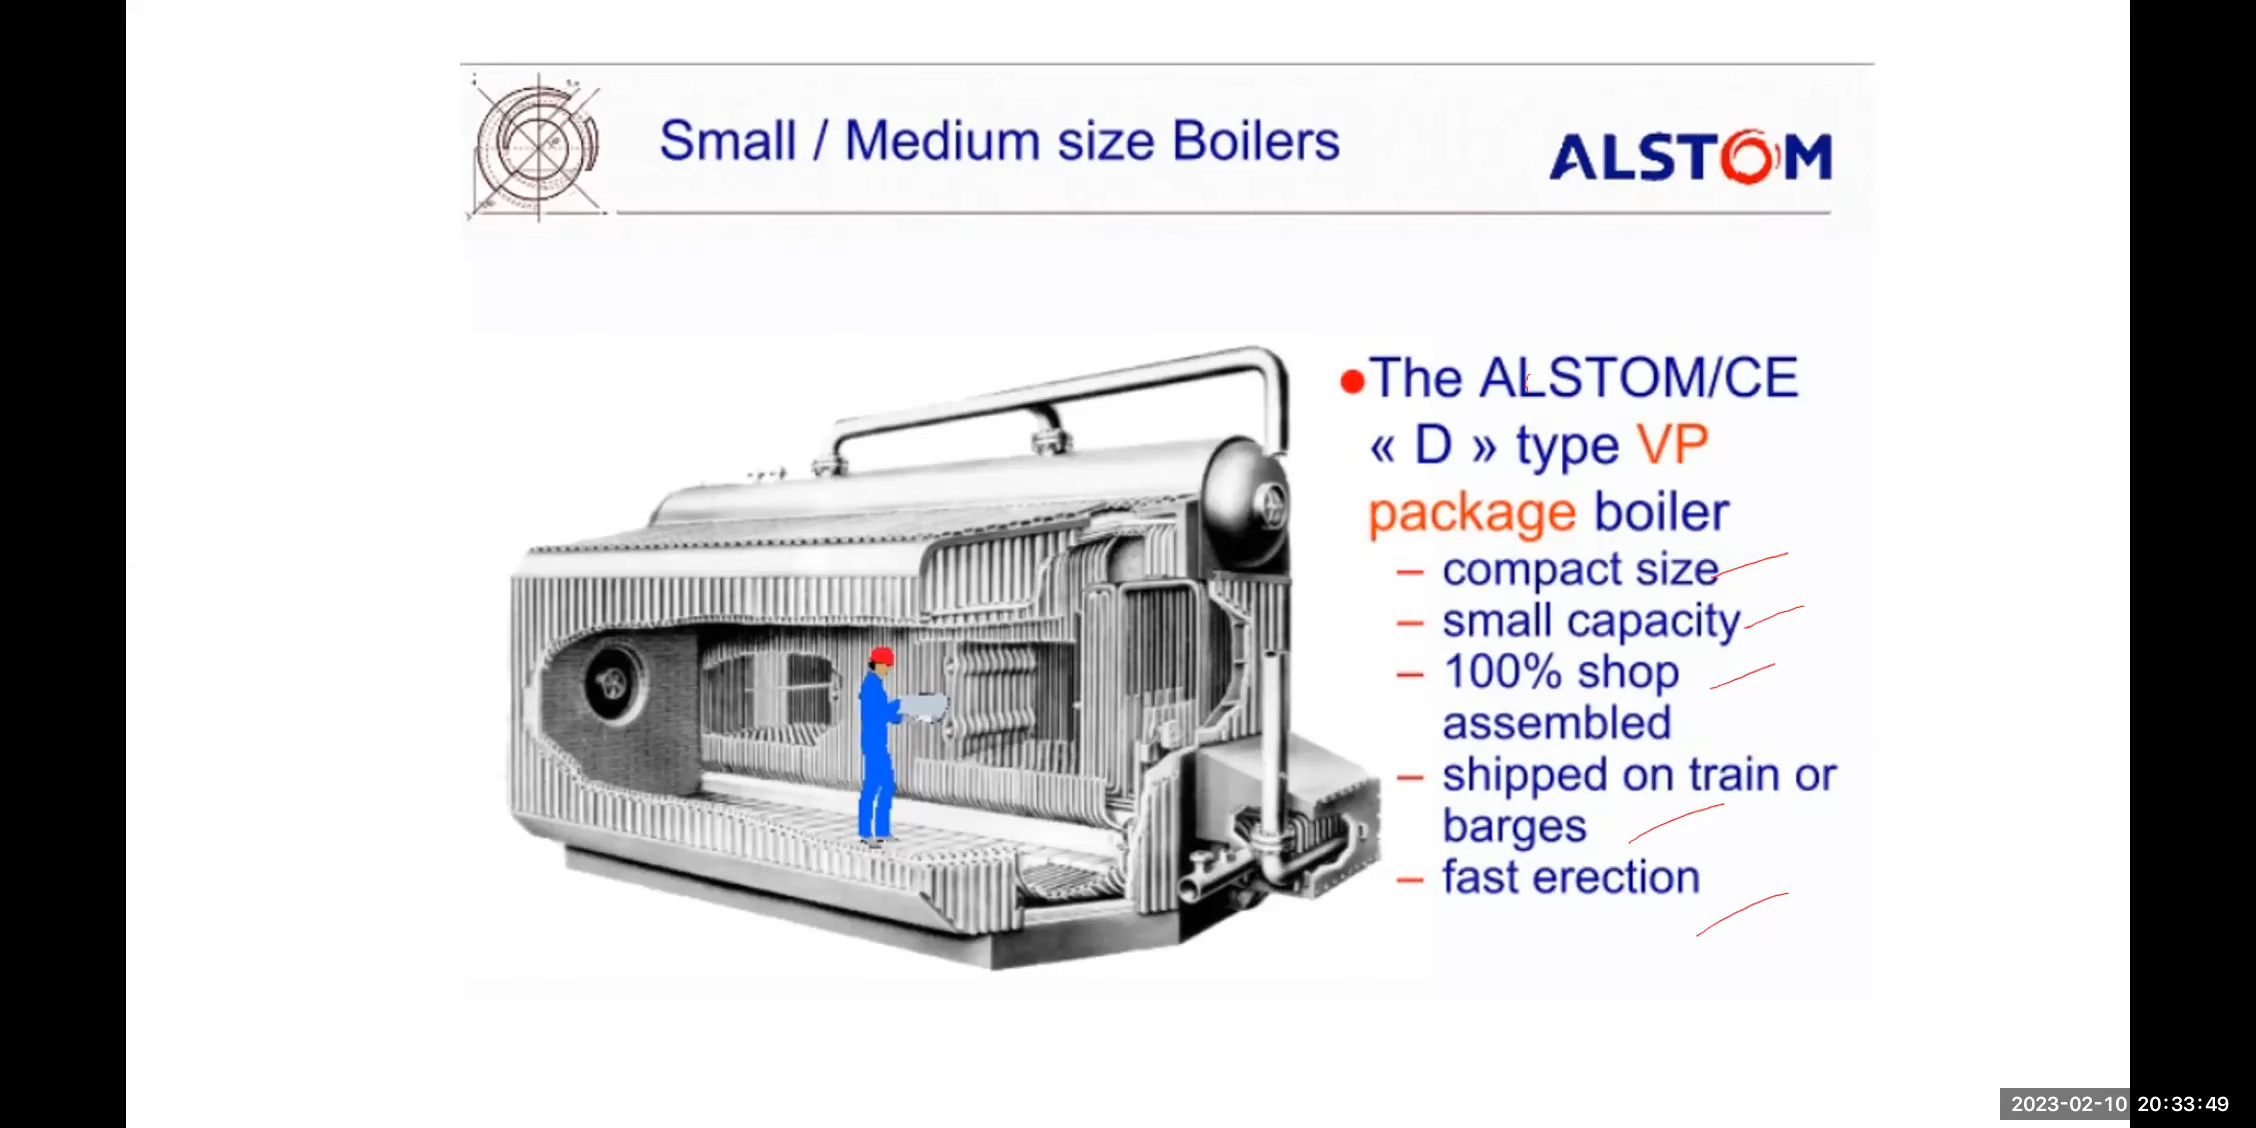 Small / Medium size Boilers
ALSTOM
●The ALSTOM/CE
« D » type VP
package boiler
– compact size
– small capacity
– 100% shop
assembled
– shipped on train or
barges
– fast erection
2023-02-10 20:33:49